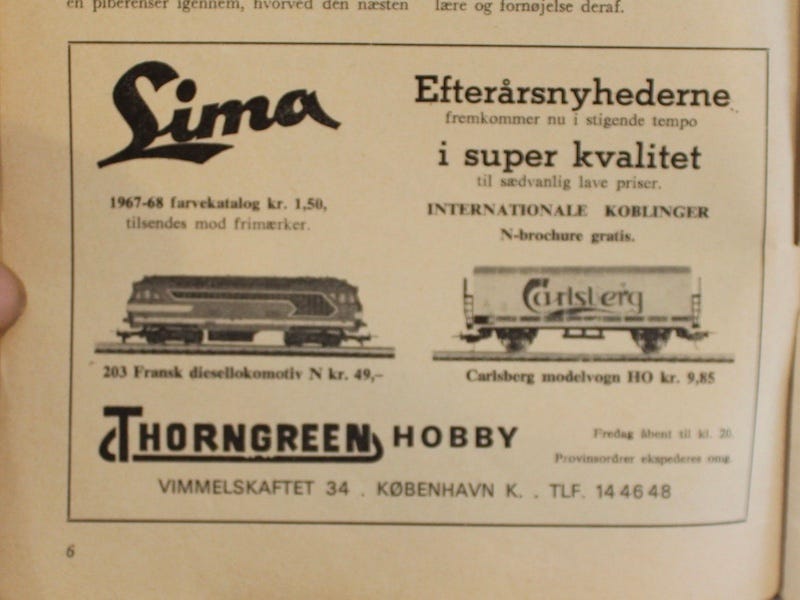 en piberenser igennem, hvorved den næsten
lære og fornøjelse deraf.
Lima
1967-68 farvekatalog kr. 1,50,
tilsendes mod frimærker.
Efterårsnyhederne
fremkommer nu i stigende tempo
i super kvalitet
til sædvanlig lave priser.
INTERNATIONALE KOBLINGER
N-brochure gratis.
Carlsberg
203 Fransk diesellokomotiv N kr. 49,–
Carlsberg modelvogn HO kr. 9,85
THORNGREEN HOBBY
Fredag åbent til kl. 20.
Provinsordrer ekspederes omg.
VIMMELSKAFTET 34 . KØBENHAVN K. . TLF. 14 46 48
6